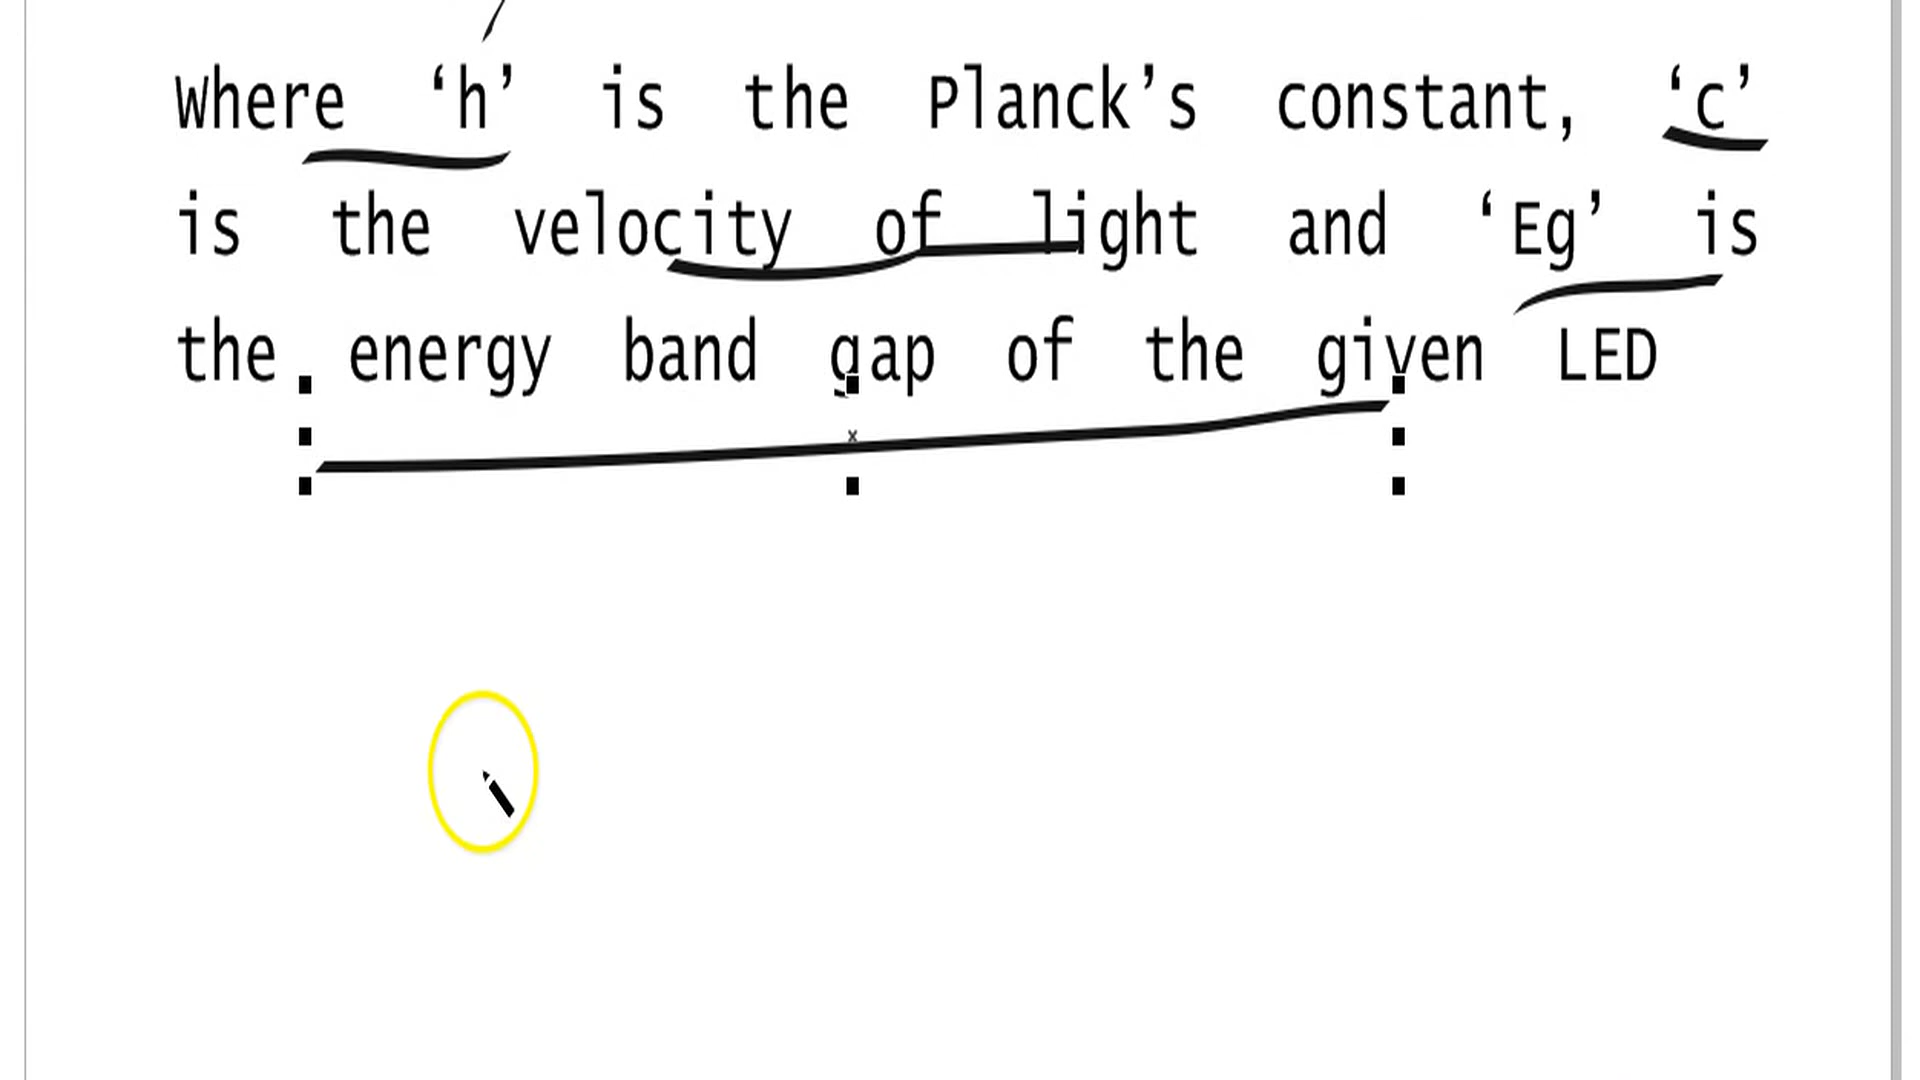 Where ‘h’ is the Planck’s constant, ‘c’
is the velocity of light and ‘Eg’ is
the energy band gap of the given LED